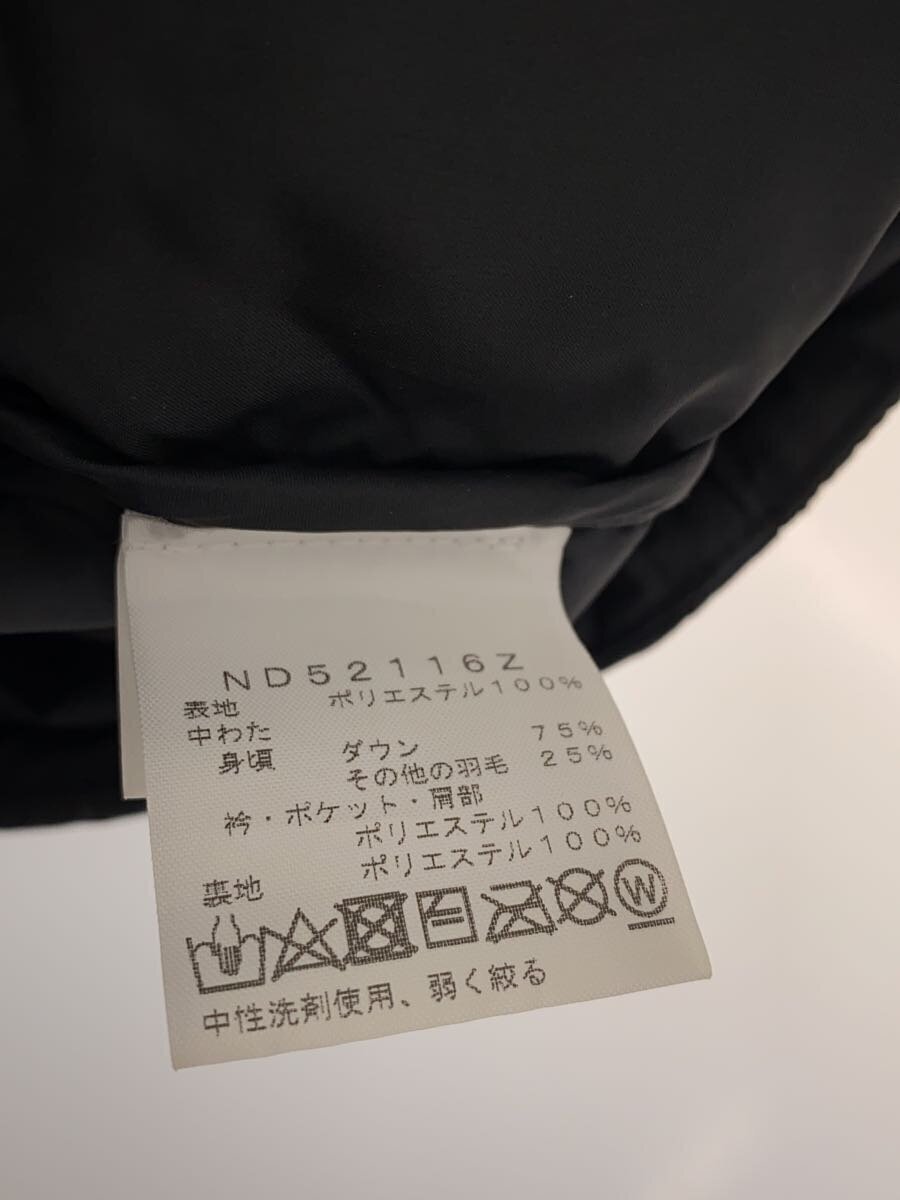 ND52116Z
表地 ポリエステル100%
中わた
身頃 ダウン 75%
その他の羽毛 25%
衿・ポケット・肩部
ポリエステル100%
裏地 ポリエステル100%
W
中性洗剤使用、弱く絞る